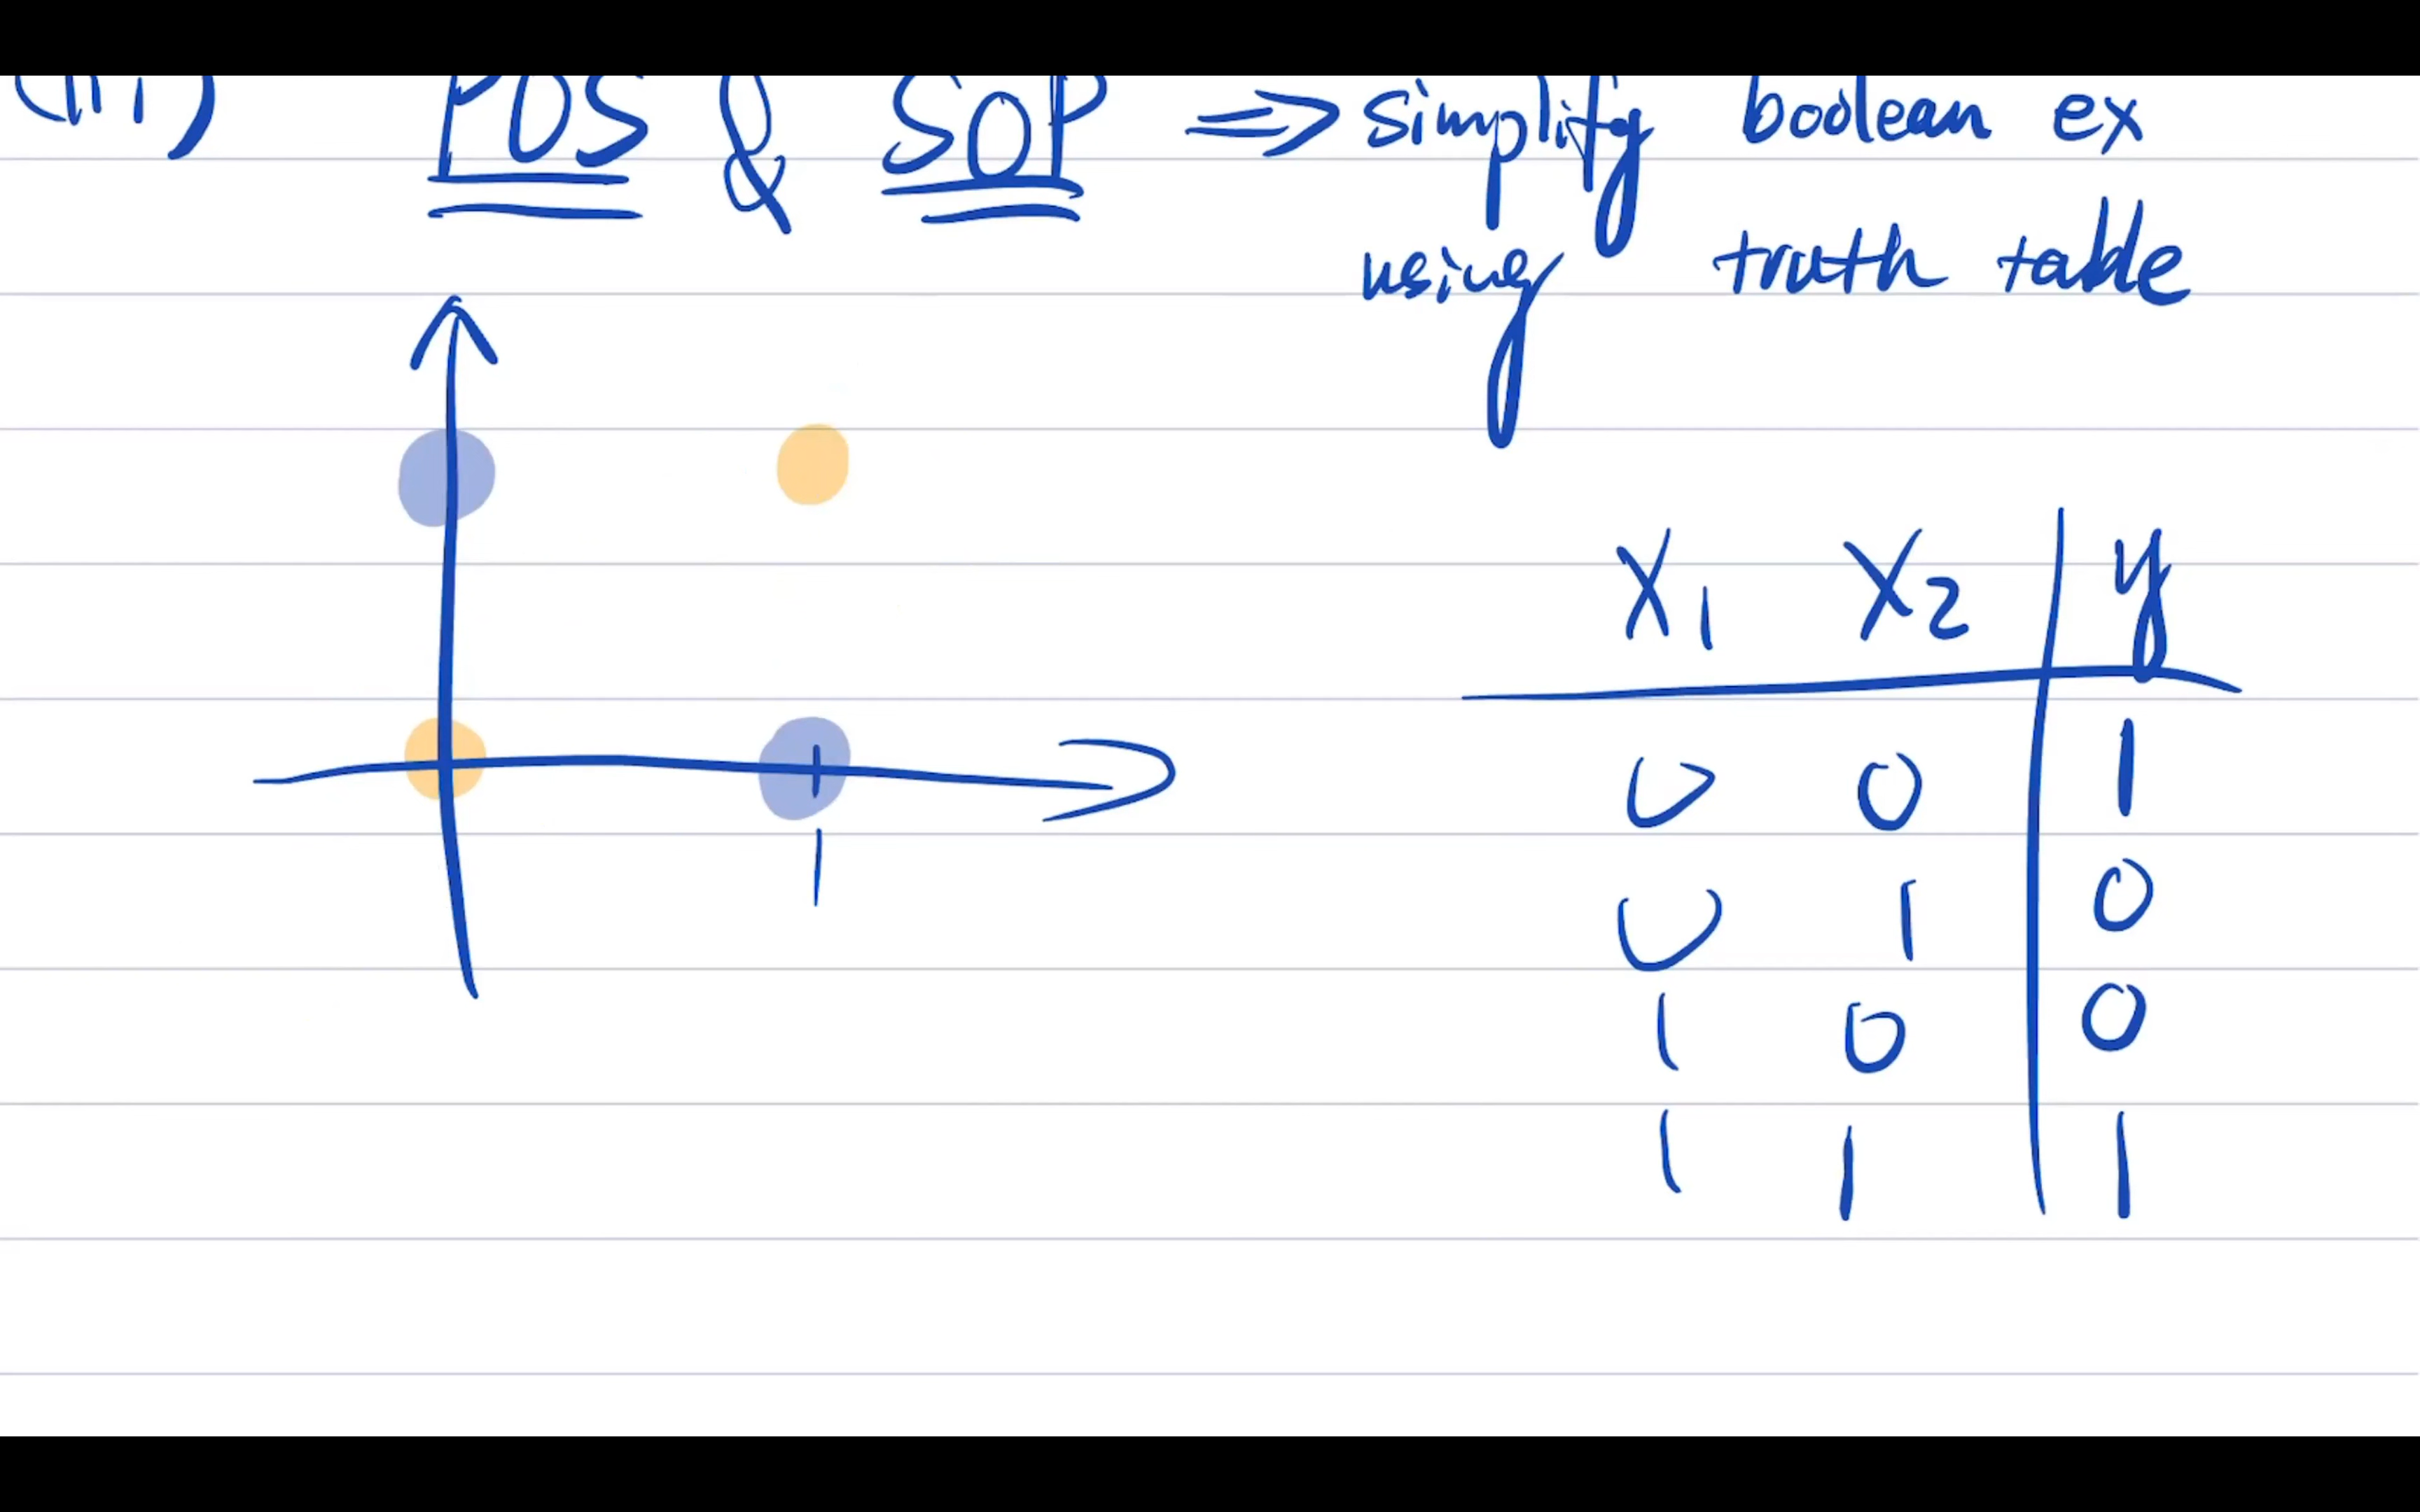 (iii) POS & SOP => simplify boolean ex
using truth table
x1 x2 | y
0 0 | 1
0 1 | 0
1 0 | 0
1 1 | 1
1